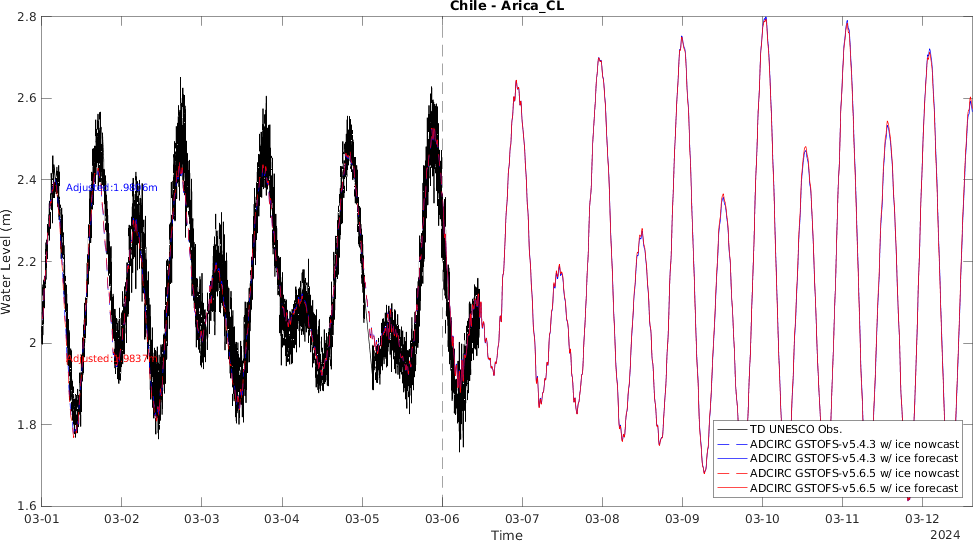 Chile - Arica_CL
2.8
2.6
2.4
2.2
2
1.8
1.6
Water Level (m)
Adjusted:1.9866m
TD UNESCO Obs.
ADCIRC GSTOFS-v5.4.3 w/ ice nowcast
ADCIRC GSTOFS-v5.4.3 w/ ice forecast
ADCIRC GSTOFS-v5.6.5 w/ ice nowcast
ADCIRC GSTOFS-v5.6.5 w/ ice forecast
03-01 03-02 03-03 03-04 03-05 03-06 03-07 03-08 03-09 03-10 03-11 03-12
Time
2024